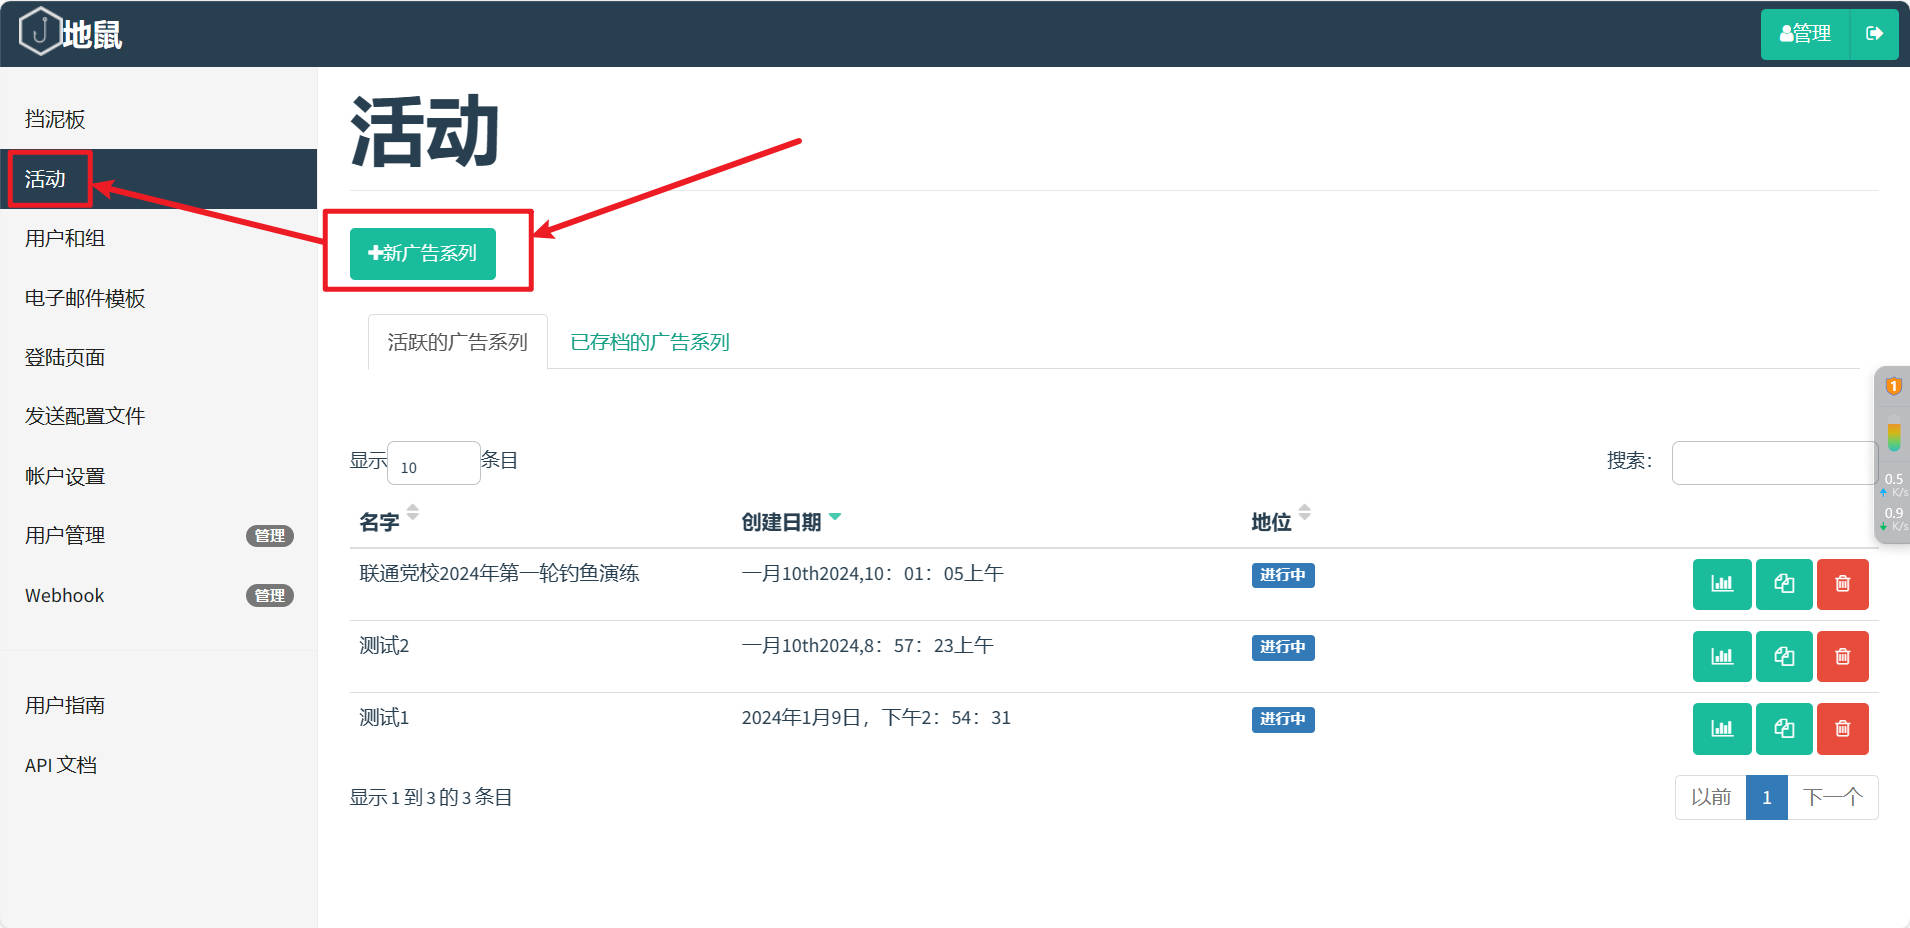 地鼠
管理
挡泥板
活动
用户和组
电子邮件模板
登陆页面
发送配置文件
帐户设置
用户管理 管理
Webhook 管理
用户指南
API 文档
活动
新广告系列
活跃的广告系列 已存档的广告系列
显示 10 条目 搜索：
名字 创建日期 地位
联通党校2024年第一轮钓鱼演练 一月10th2024,10：01：05上午 进行中
测试2 一月10th2024,8：57：23上午 进行中
测试1 2024年1月9日，下午2：54：31 进行中
显示 1 到 3 的 3 条目
以前 1 下一个
1
0.5
K/s
0.9
K/s